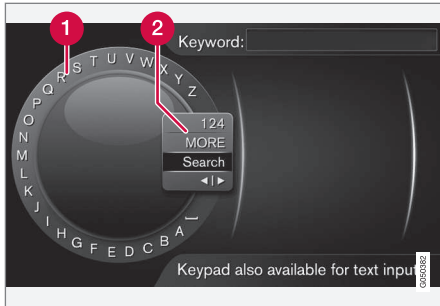 1
2
Keyword:
A B C D E F G H I J K L M N O P Q R S T U V W X Y Z
124
MORE
Search
◄|►
Keypad also available for text input
G050382